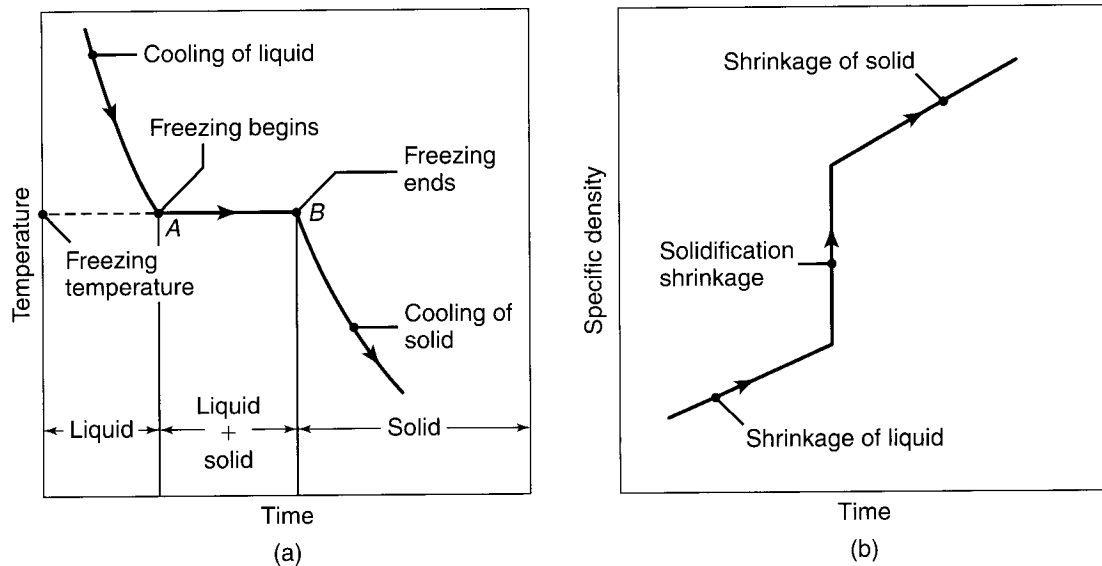 Cooling of liquid
Freezing begins
Freezing
ends
A
B
Freezing
temperature
Cooling of
solid
Liquid
Liquid
+
solid
Solid
Temperature
Time
(a)
Shrinkage of solid
Solidification
shrinkage
Shrinkage of liquid
Specific density
Time
(b)